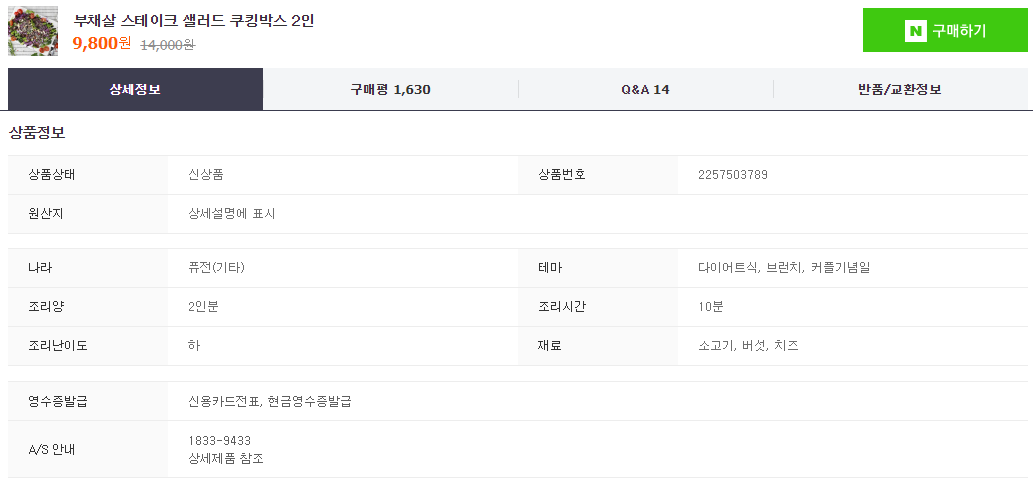 부채살 스테이크 샐러드 쿠킹박스 2인
9,800원 14,000원
N 구매하기
상세정보 구매평 1,630 Q&A 14 반품/교환정보
상품정보
상품상태 신상품 상품번호 2257503789
원산지 상세설명에 표시
나라 퓨전(기타) 테마 다이어트식, 브런치, 커플기념일
조리양 2인분 조리시간 10분
조리난이도 하 재료 소고기, 버섯, 치즈
영수증발급 신용카드전표, 현금영수증발급
A/S 안내 1833-9433
상세제품 참조